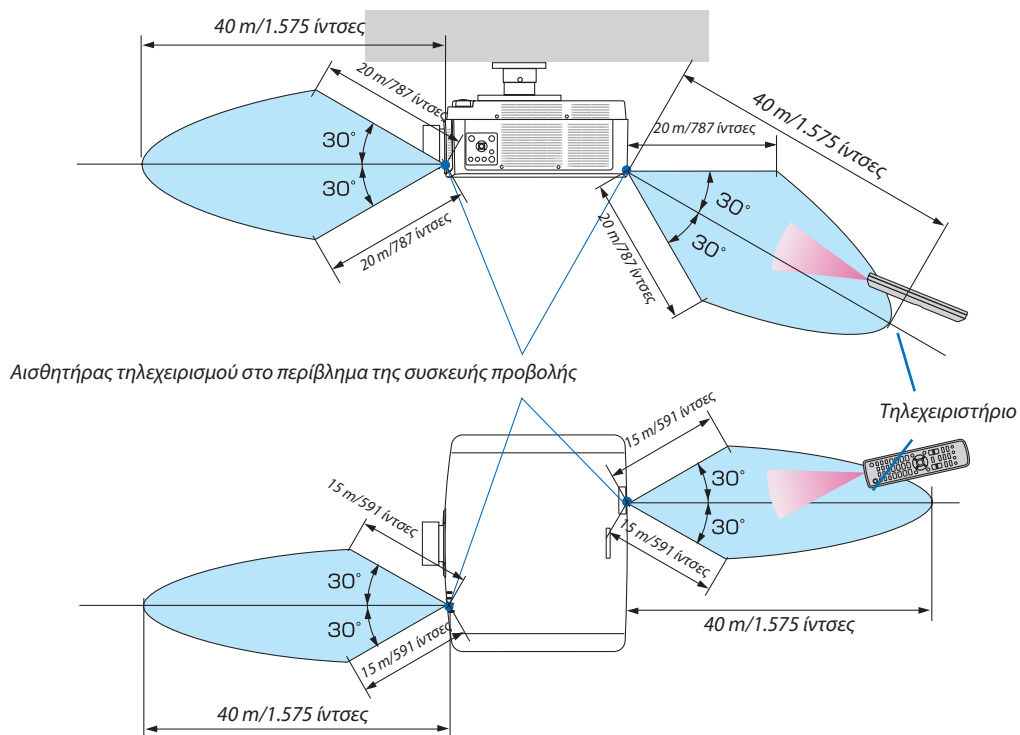 40 m/1.575 ίντσες
20 m/787 ίντσες
30°
30°
20 m/787 ίντσες
40 m/1.575 ίντσες
20 m/787 ίντσες
30°
30°
20 m/787 ίντσες
Αισθητήρας τηλεχειρισμού στο περίβλημα της συσκευής προβολής
Τηλεχειριστήριο
15 m/591 ίντσες
30°
30°
15 m/591 ίντσες
40 m/1.575 ίντσες
15 m/591 ίντσες
30°
30°
15 m/591 ίντσες
40 m/1.575 ίντσες